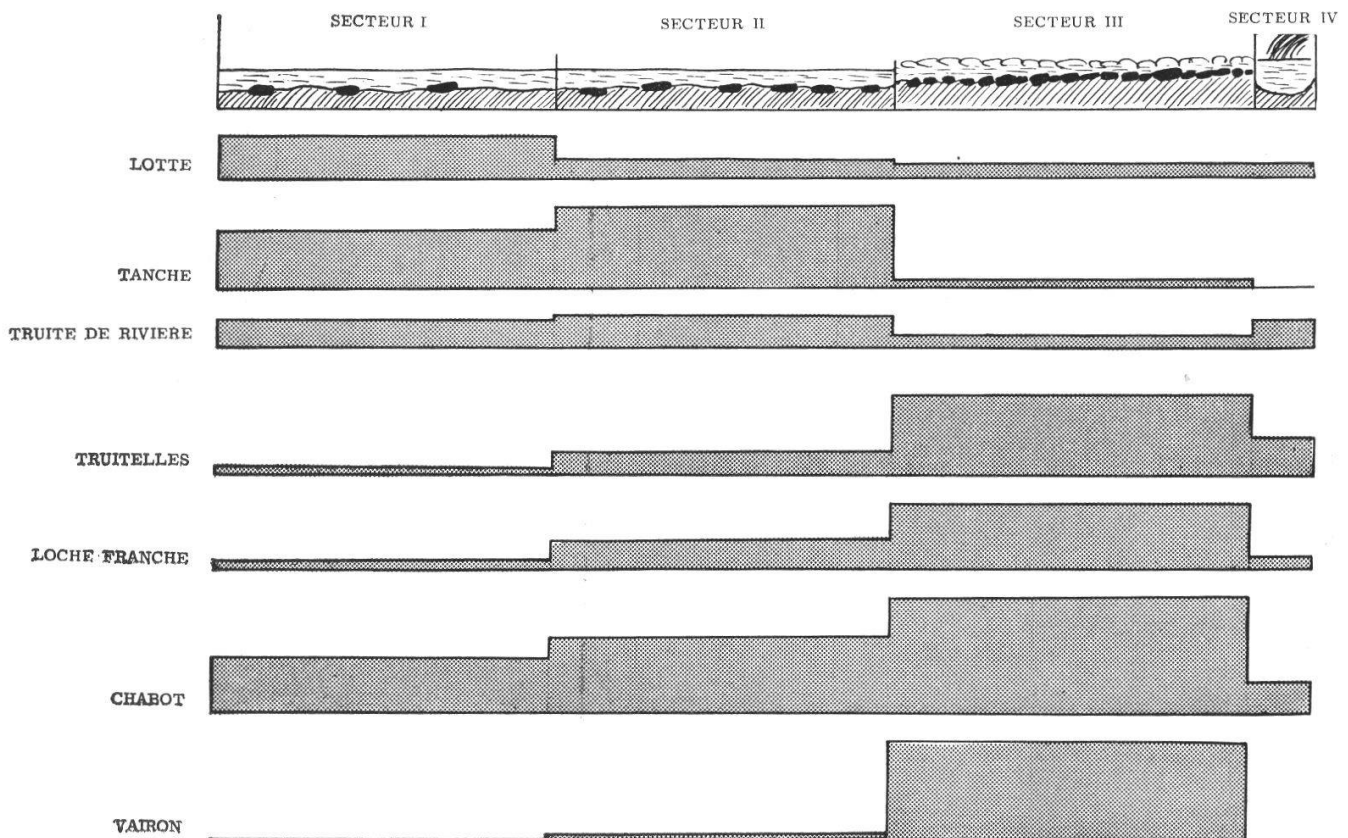 SECTEUR I SECTEUR II SECTEUR III SECTEUR IV
LOTTE
TANCHE
TRUITE DE RIVIERE
TRUITELLES
LOCHE FRANCHE
CHABOT
VAIRON